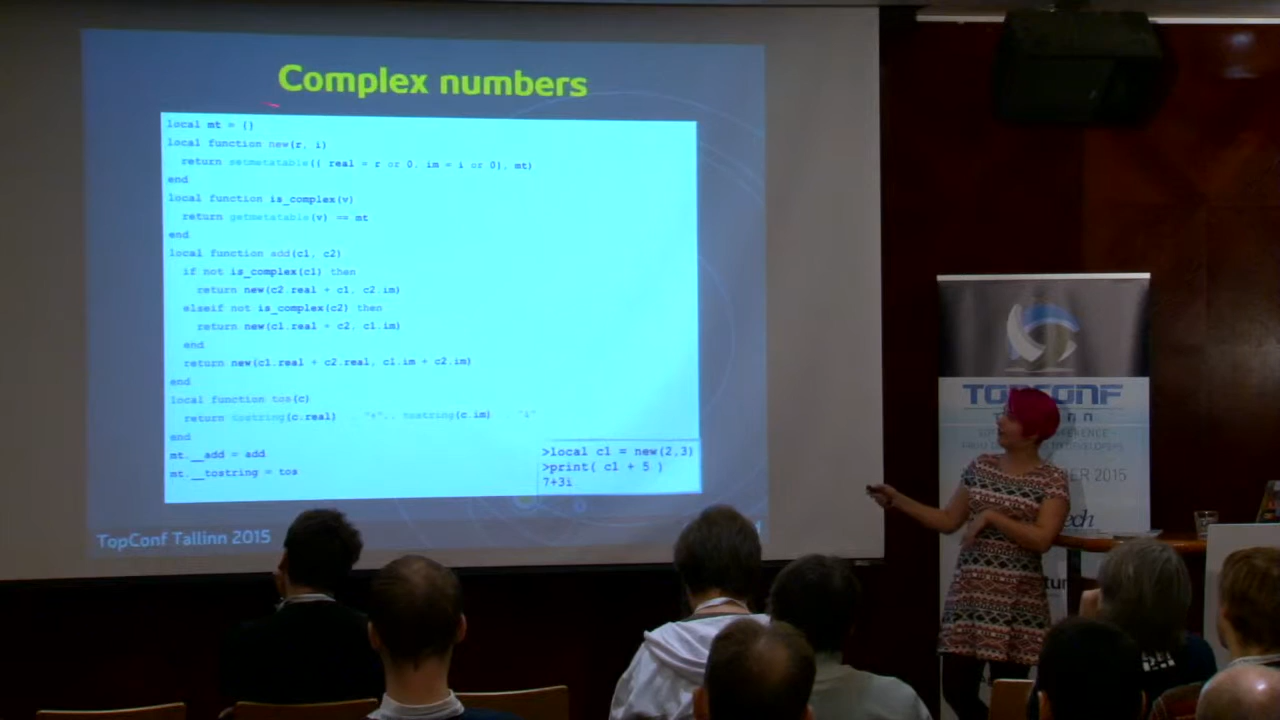 Complex numbers
local mt = {}
local function new(r, i)
return setmetatable({ real = r or 0, im = i or 0}, mt)
end
local function is_complex(v)
return getmetatable(v) == mt
end
local function add(c1, c2)
if not is_complex(c1) then
return new(c2.real + c1, c2.im)
elseif not is_complex(c2) then
return new(c1.real + c2, c1.im)
end
return new(c1.real + c2.real, c1.im + c2.im)
end
local function tos(c)
return tostring(c.real) .. "+".. tostring(c.im) .. "i"
end
mt.__add = add
mt.__tostring = tos
>local c1 = new(2,3)
>print( c1 + 5 )
7+3i
TopConf Tallinn 2015
TOPCONF
2015